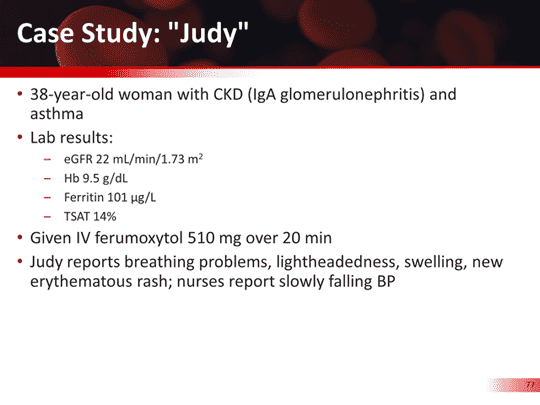 Case Study: "Judy"
• 38-year-old woman with CKD (IgA glomerulonephritis) and
asthma
• Lab results:
– eGFR 22 mL/min/1.73 m²
– Hb 9.5 g/dL
– Ferritin 101 µg/L
– TSAT 14%
• Given IV ferumoxytol 510 mg over 20 min
• Judy reports breathing problems, lightheadedness, swelling, new
erythematous rash; nurses report slowly falling BP
77